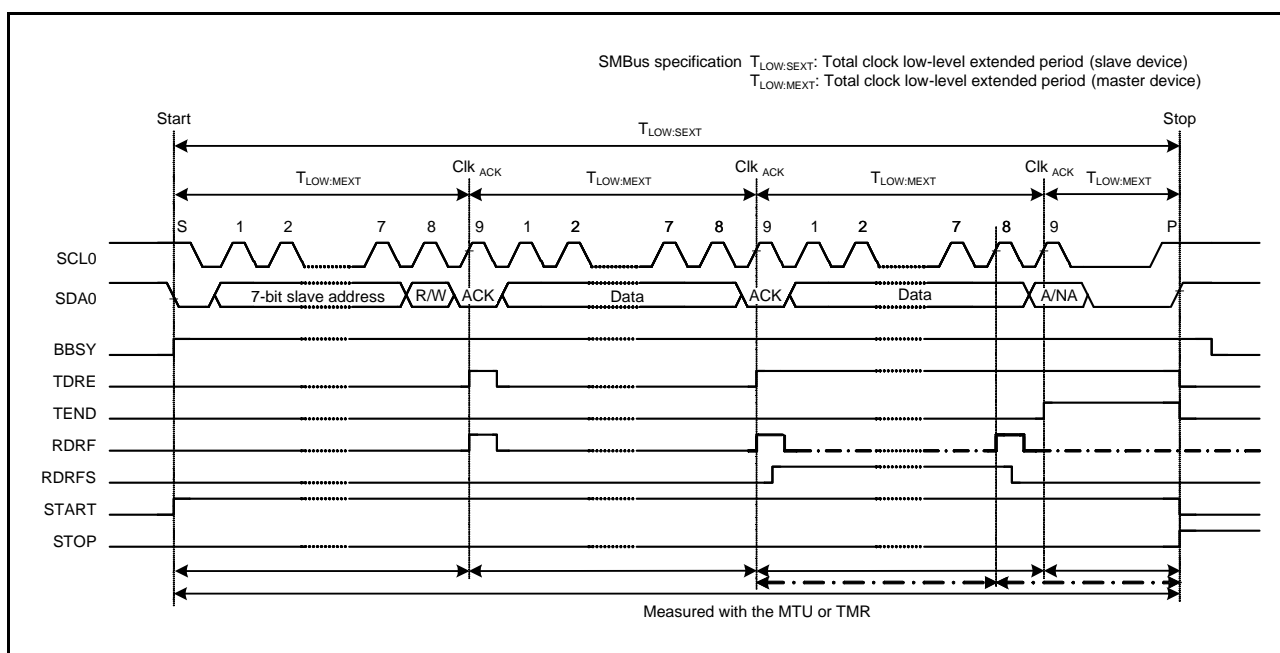 SMBus specification T_LOW:SEXT: Total clock low-level extended period (slave device)
T_LOW:MEXT: Total clock low-level extended period (master device)
Start Stop
T_LOW:SEXT
Clk ACK Clk ACK Clk ACK
T_LOW:MEXT T_LOW:MEXT T_LOW:MEXT T_LOW:MEXT
S 1 2 7 8 9 1 2 7 8 9 1 2 7 8 9 P
SCL0
SDA0 7-bit slave address R/W ACK Data ACK Data A/NA
BBSY
TDRE
TEND
RDRF
RDRFS
START
STOP
Measured with the MTU or TMR